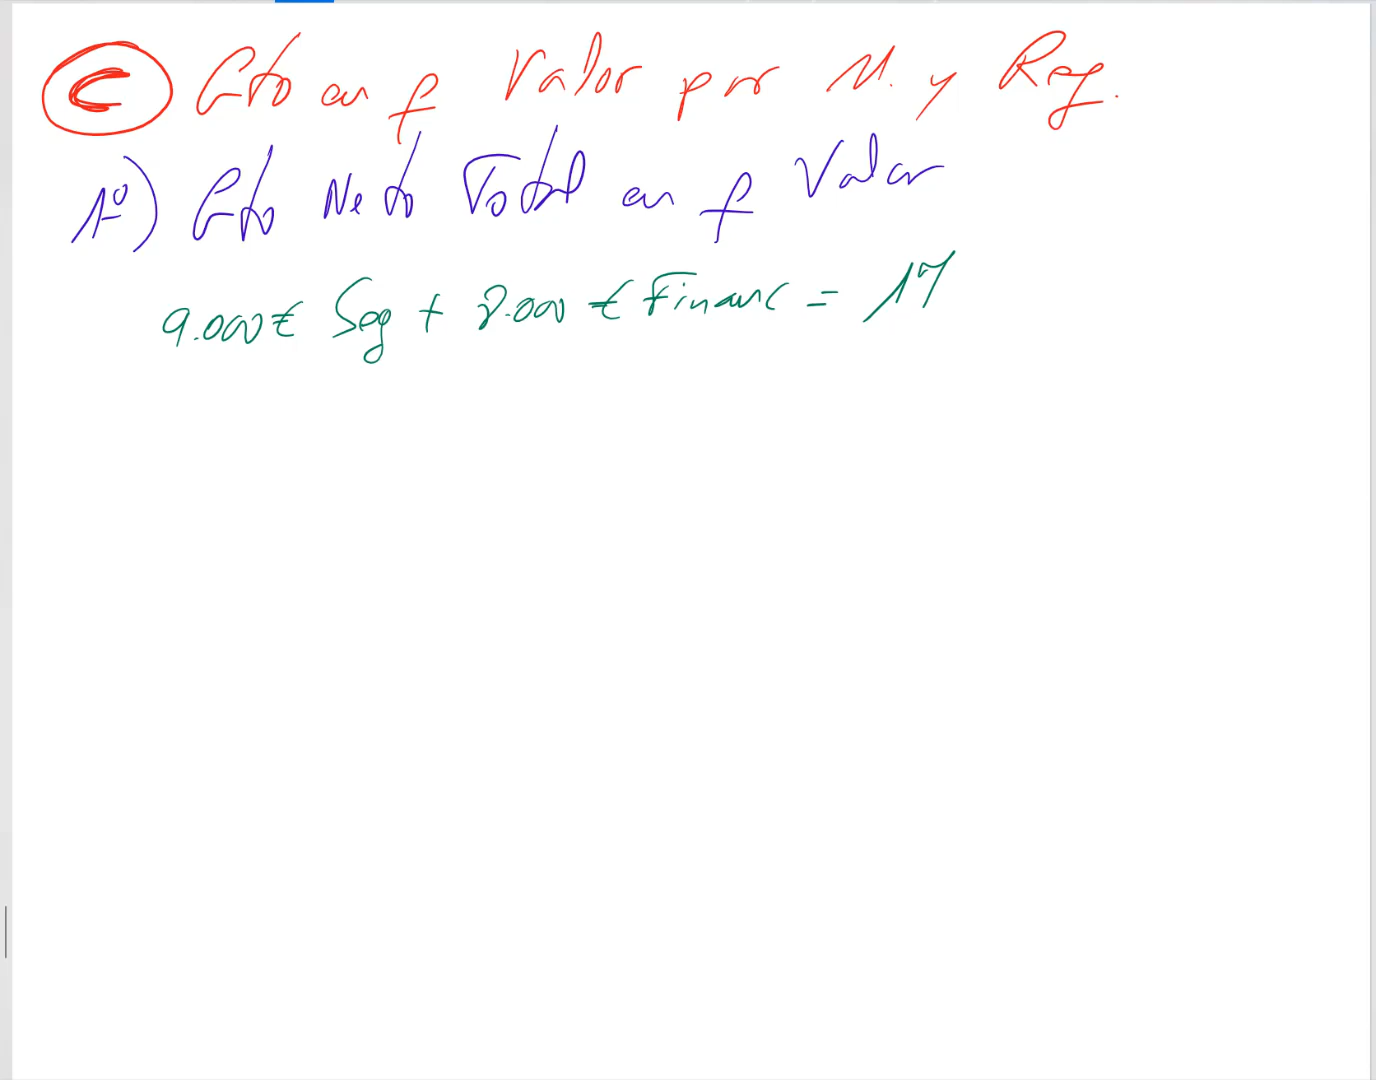 C Gto en f Valor por M. y Reg.
1º) Gto Neto Total en f Valor
9.000€ Seg + 8.000 € Financ = 17